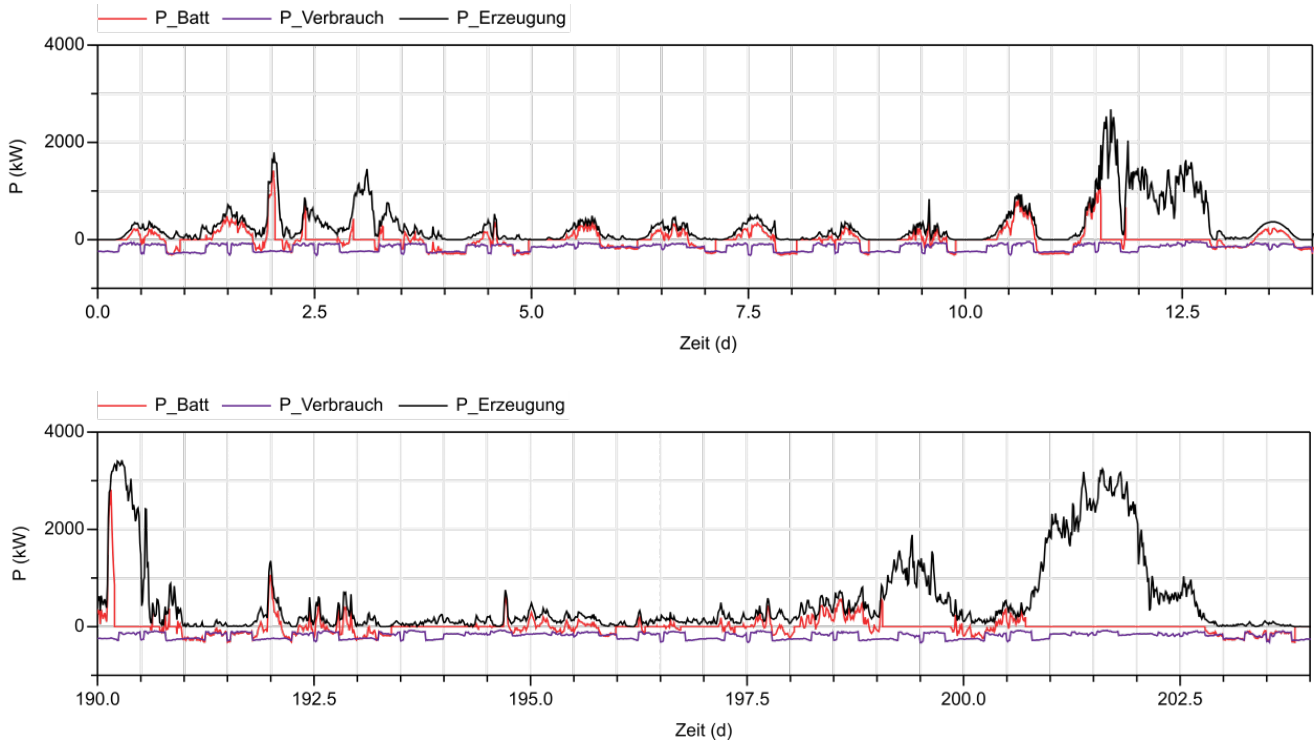 P_Batt P_Verbrauch P_Erzeugung
4000
2000
0
P (kW)
0.0 2.5 5.0 7.5 10.0 12.5
Zeit (d)
P_Batt P_Verbrauch P_Erzeugung
4000
2000
0
P (kW)
190.0 192.5 195.0 197.5 200.0 202.5
Zeit (d)